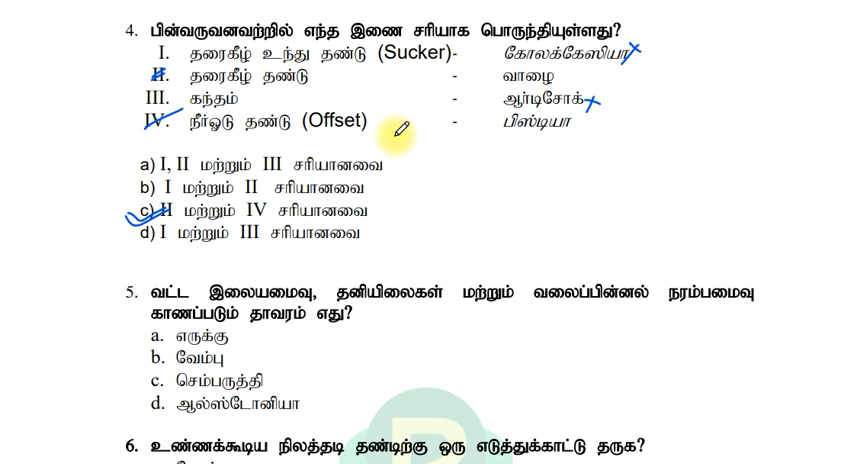 4. பின்வருவனவற்றில் எந்த இணை சரியாக பொருந்தியுள்ளது?
I. தரைகீழ் உந்து தண்டு (Sucker)- கோலக்கேஸியா
II. தரைகீழ் தண்டு - வாழை
III. கந்தம் - ஆர்டிசோக்
IV. நீர்ஓடு தண்டு (Offset) - பிஸ்டியா
a) I, II மற்றும் III சரியானவை
b) I மற்றும் II சரியானவை
c) II மற்றும் IV சரியானவை
d) I மற்றும் III சரியானவை
5. வட்ட இலையமைவு, தனியிலைகள் மற்றும் வலைப்பின்னல் நரம்பமைவு
காணப்படும் தாவரம் எது?
a. எருக்கு
b. வேம்பு
c. செம்பருத்தி
d. ஆல்ஸ்டோனியா
6. உண்ணக்கூடிய நிலத்தடி தண்டிற்கு ஒரு எடுத்துக்காட்டு தருக?